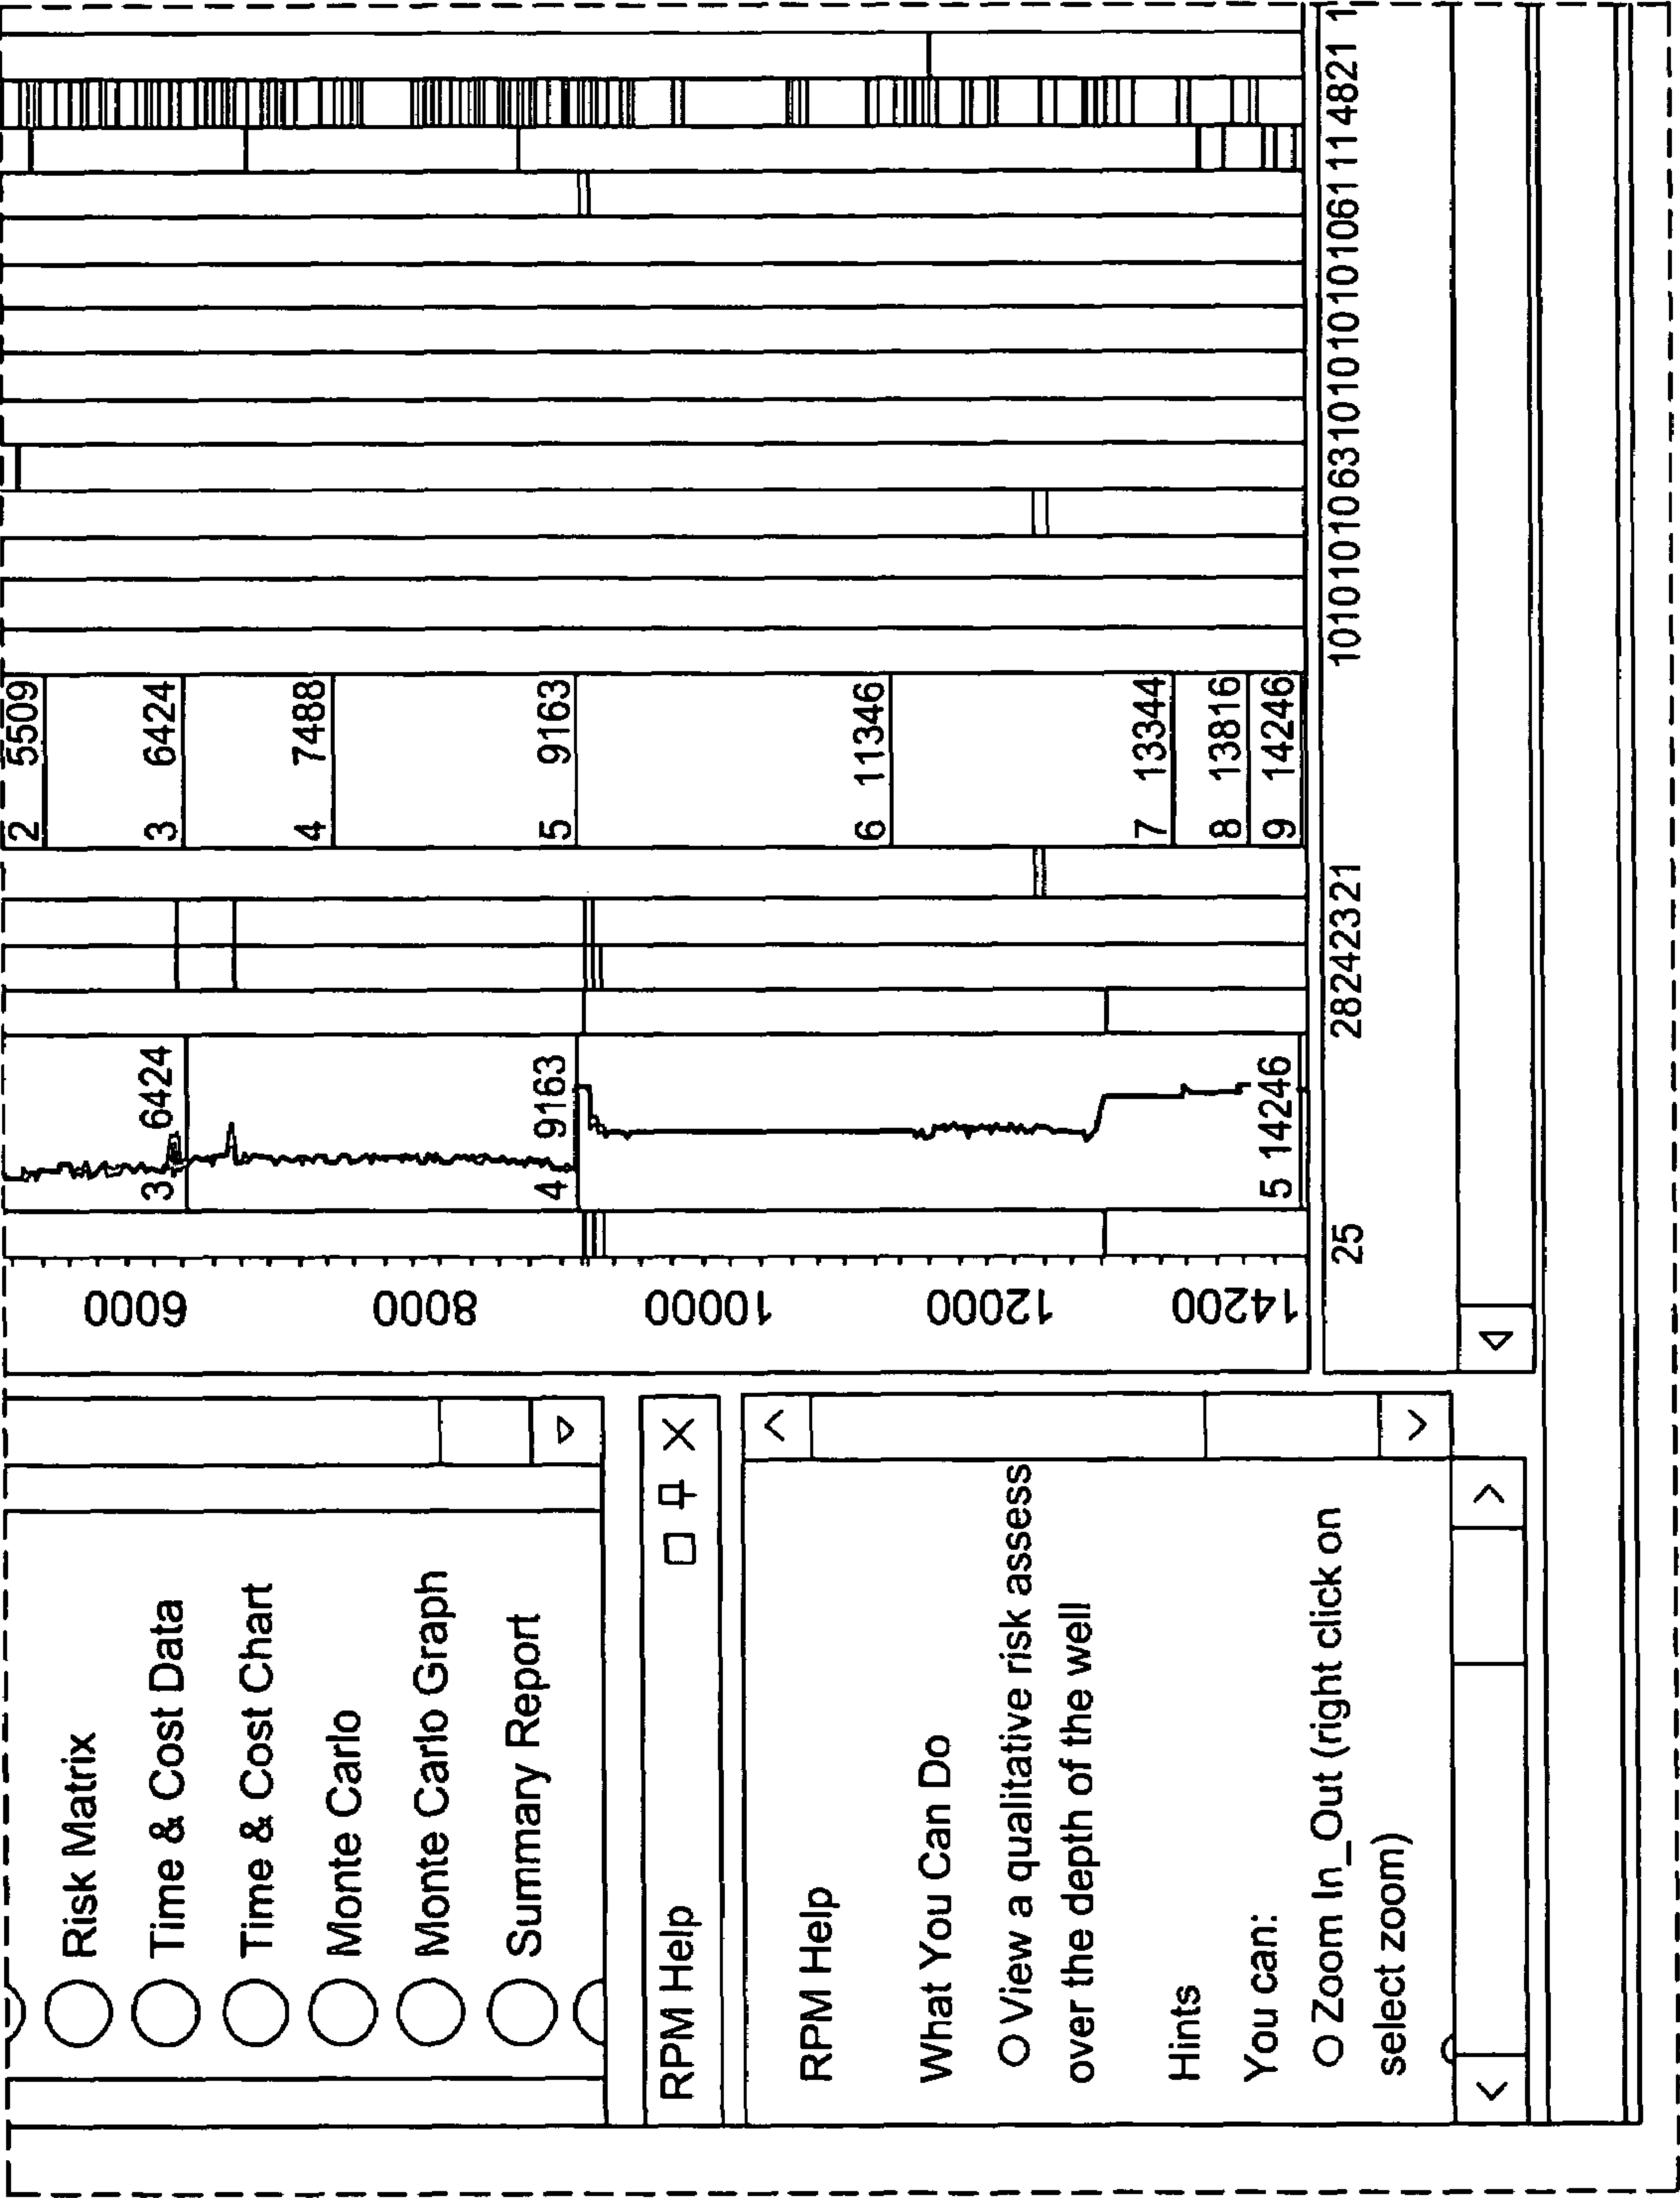 Risk Matrix
Time & Cost Data
Time & Cost Chart
Monte Carlo
Monte Carlo Graph
Summary Report
RPM Help
RPM Help
What You Can Do
View a qualitative risk assess
over the depth of the well
Hints
You can:
Zoom In_Out (right click on
select zoom)
6000
8000
10000
12000
14200
3 6424
4 9163
5 14246
2 5509
3 6424
4 7488
5 9163
6 11346
7 13344
8 13816
9 14246
25
28242321
1010101063101010101061114821 1